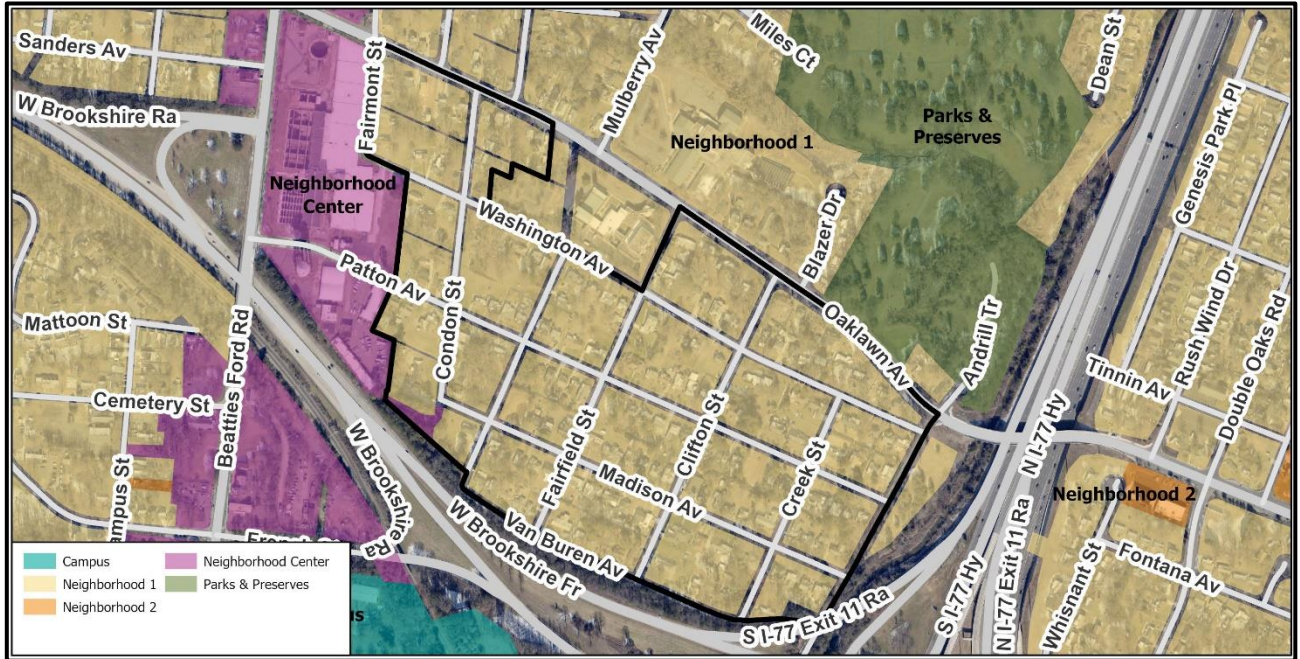 Sanders Av
W Brookshire Ra
Fairmont St
Mulberry Av
Miles Ct
Dean St
Parks &
Preserves
Neighborhood 1
Genesis Park Pl
Neighborhood
Center
Washington Av
Blazer Dr
Patton Av
Condon St
Oaklawn Av
Andrill Tr
Rush Wind Dr
Double Oaks Rd
Tinnin Av
Mattoon St
Cemetery St
Beatties Ford Rd
W Brookshire Ra
Fairfield St
Clifton St
Creek St
Madison Av
N I-77 Hy
Neighborhood 2
Van Buren Av
W Brookshire Fr
S I-77 Exit 11 Ra
S I-77 Hy
N I-77 Exit 11 Ra
Whisnant St
Fontana Av
Campus
Neighborhood 1
Neighborhood 2
Neighborhood Center
Parks & Preserves